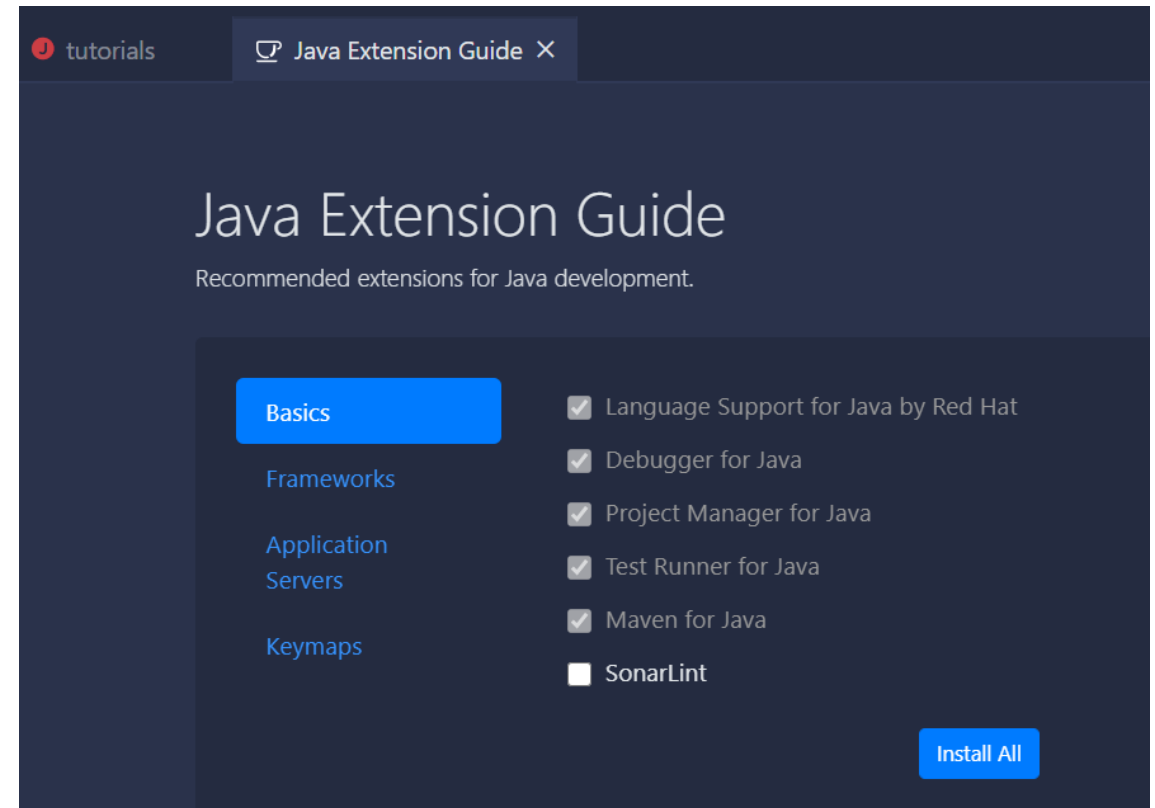 J tutorials
Java Extension Guide
Java Extension Guide
Recommended extensions for Java development.
Basics
Frameworks
Application
Servers
Keymaps
Language Support for Java by Red Hat
Debugger for Java
Project Manager for Java
Test Runner for Java
Maven for Java
SonarLint
Install All